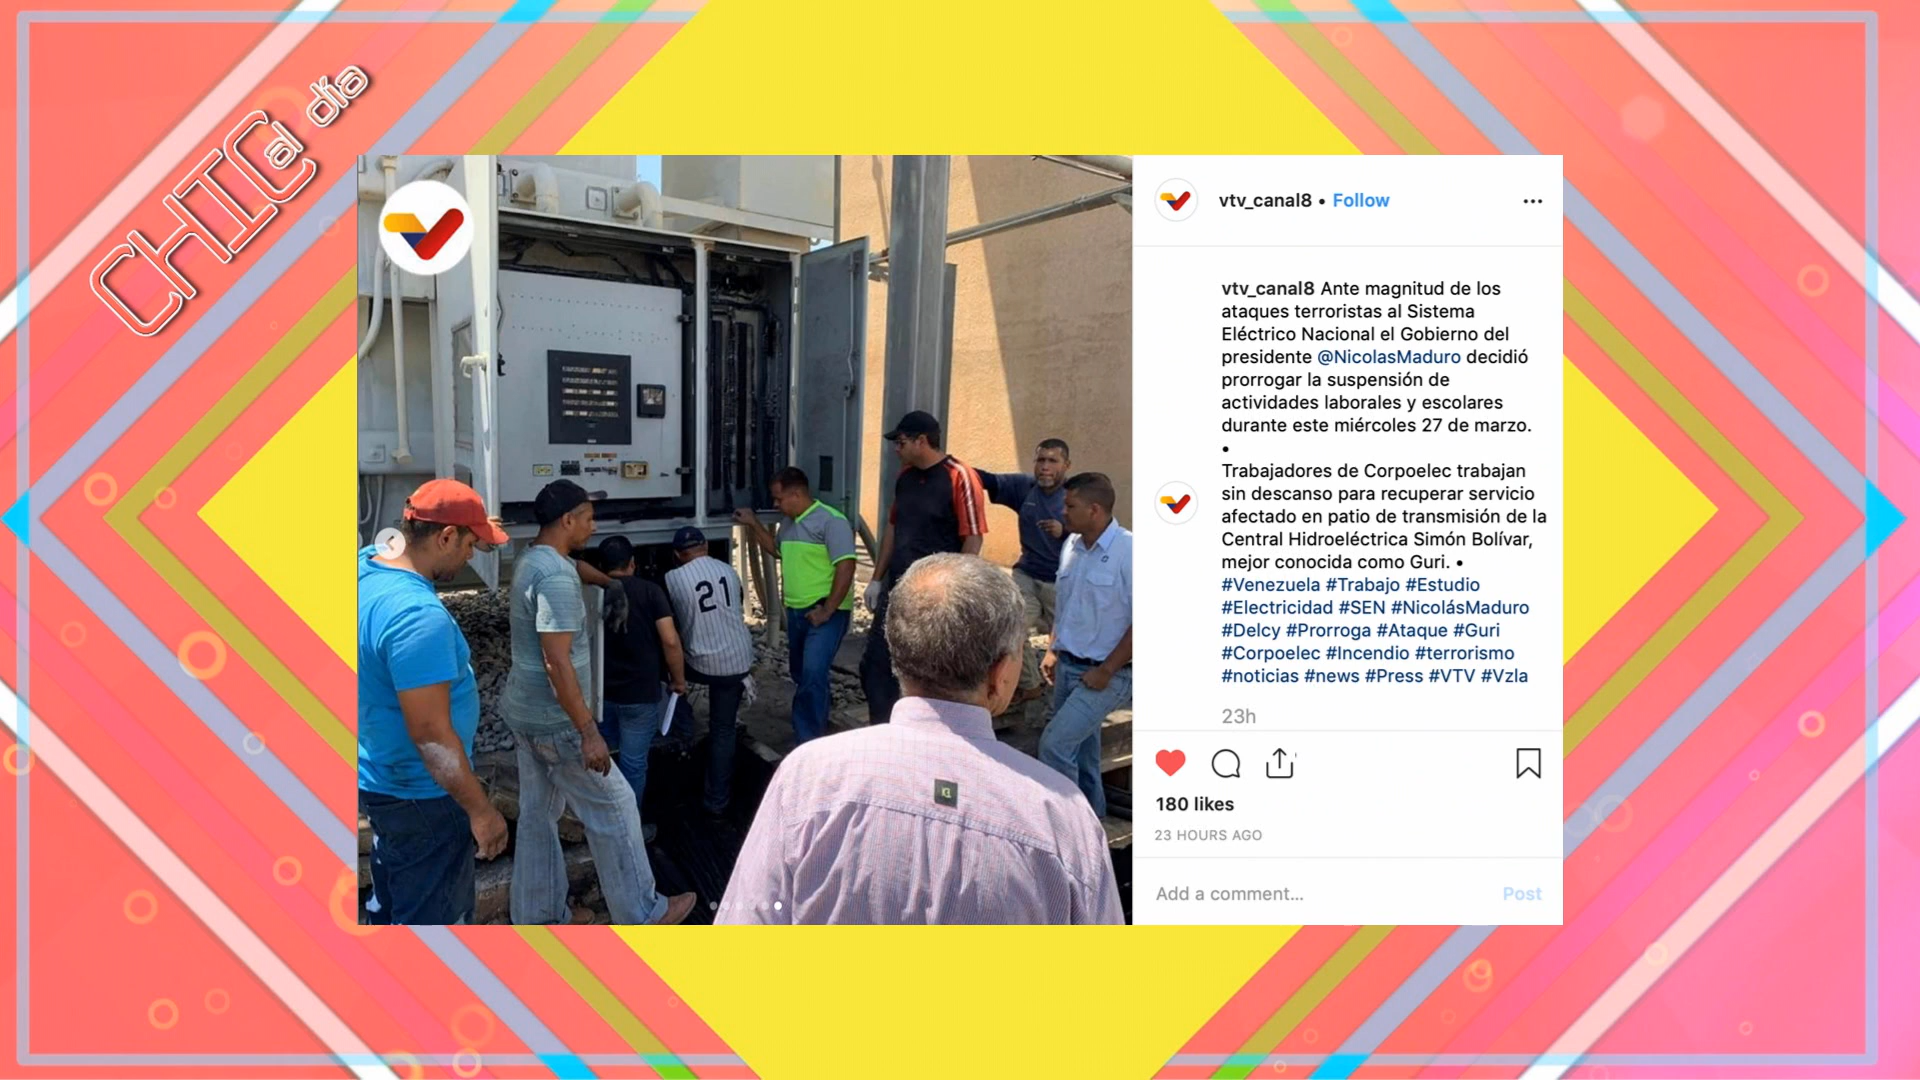 CHIC al día
vtv_canal8 • Follow
vtv_canal8 Ante magnitud de los
ataques terroristas al Sistema
Eléctrico Nacional el Gobierno del
presidente @NicolasMaduro decidió
prorrogar la suspensión de
actividades laborales y escolares
durante este miércoles 27 de marzo.
•
Trabajadores de Corpoelec trabajan
sin descanso para recuperar servicio
afectado en patio de transmisión de la
Central Hidroeléctrica Simón Bolívar,
mejor conocida como Guri. •
#Venezuela #Trabajo #Estudio
#Electricidad #SEN #NicolásMaduro
#Delcy #Prorroga #Ataque #Guri
#Corpoelec #Incendio #terrorismo
#noticias #news #Press #VTV #Vzla
23h
180 likes
23 HOURS AGO
Add a comment... Post
21